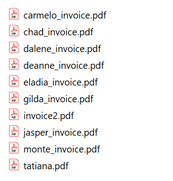 carmelo_invoice.pdf
chad_invoice.pdf
dalene_invoice.pdf
deanne_invoice.pdf
eladia_invoice.pdf
gilda_invoice.pdf
invoice2.pdf
jasper_invoice.pdf
monte_invoice.pdf
tatiana.pdf